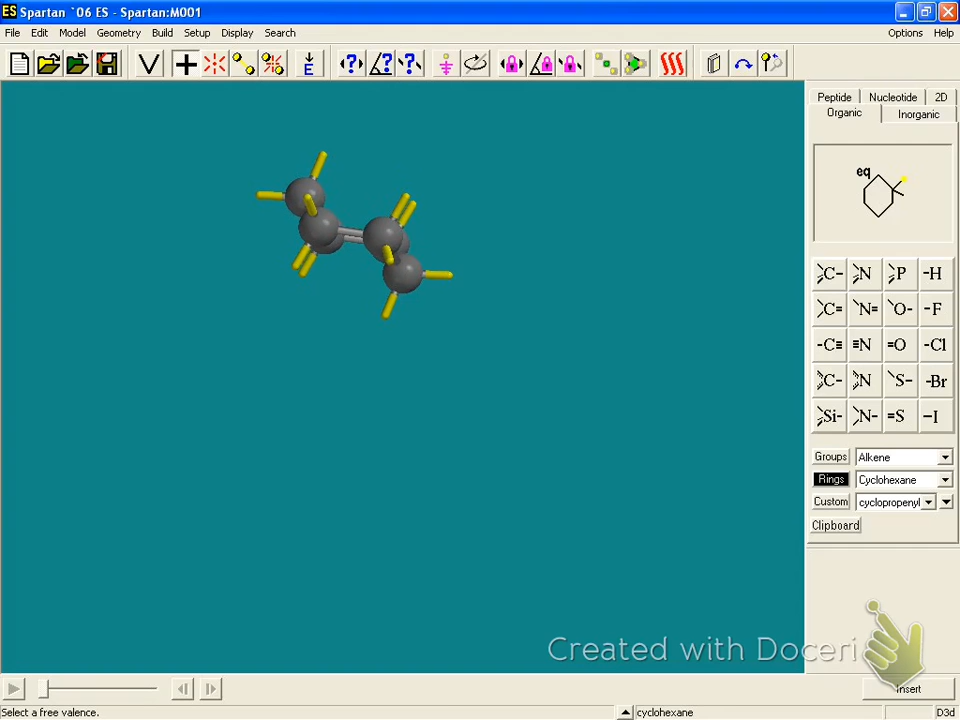 ES Spartan `06 ES - Spartan:M001
File Edit Model Geometry Build Setup Display Search Options Help
Peptide Nucleotide 2D
Organic Inorganic
eq
C- N P -H
C= N= O- -F
-C≡ ≡N =O -Cl
C- N S- -Br
Si- N- =S -I
Groups Alkene
Rings Cyclohexane
Custom cyclopropenyl
Clipboard
Created with Doceri
Insert
Select a free valence. cyclohexane D3d